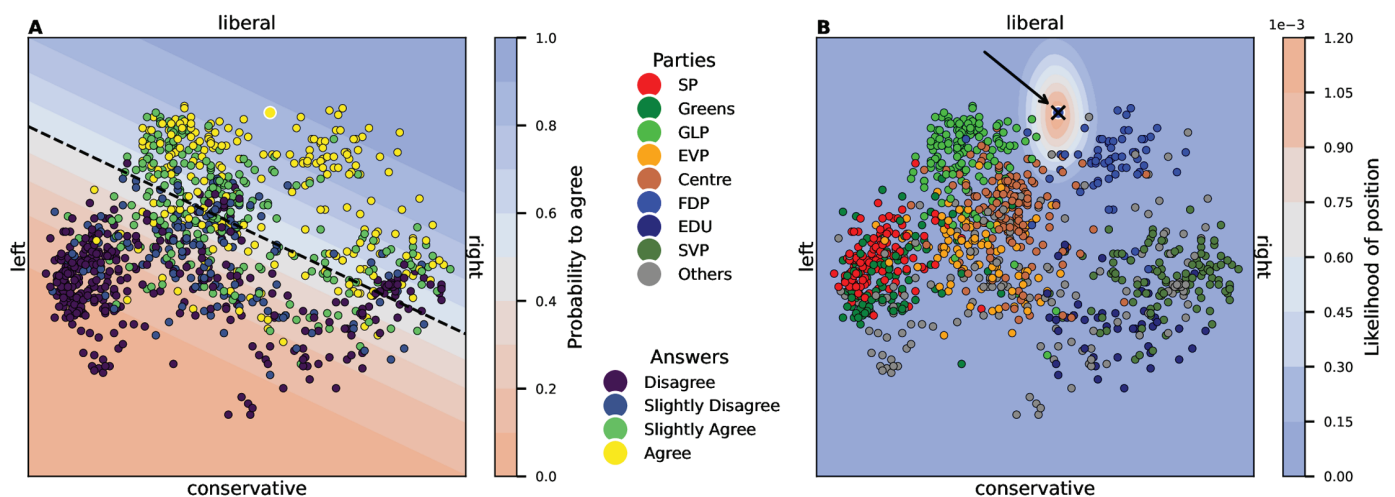 A
liberal
left
right
conservative
1.0
0.8
0.6
0.4
0.2
0.0
Probability to agree
Parties
SP
Greens
GLP
EVP
Centre
FDP
EDU
SVP
Others
Answers
Disagree
Slightly Disagree
Slightly Agree
Agree
B
liberal
left
right
conservative
1e−3
1.20
1.05
0.90
0.75
0.60
0.45
0.30
0.15
0.00
Likelihood of position